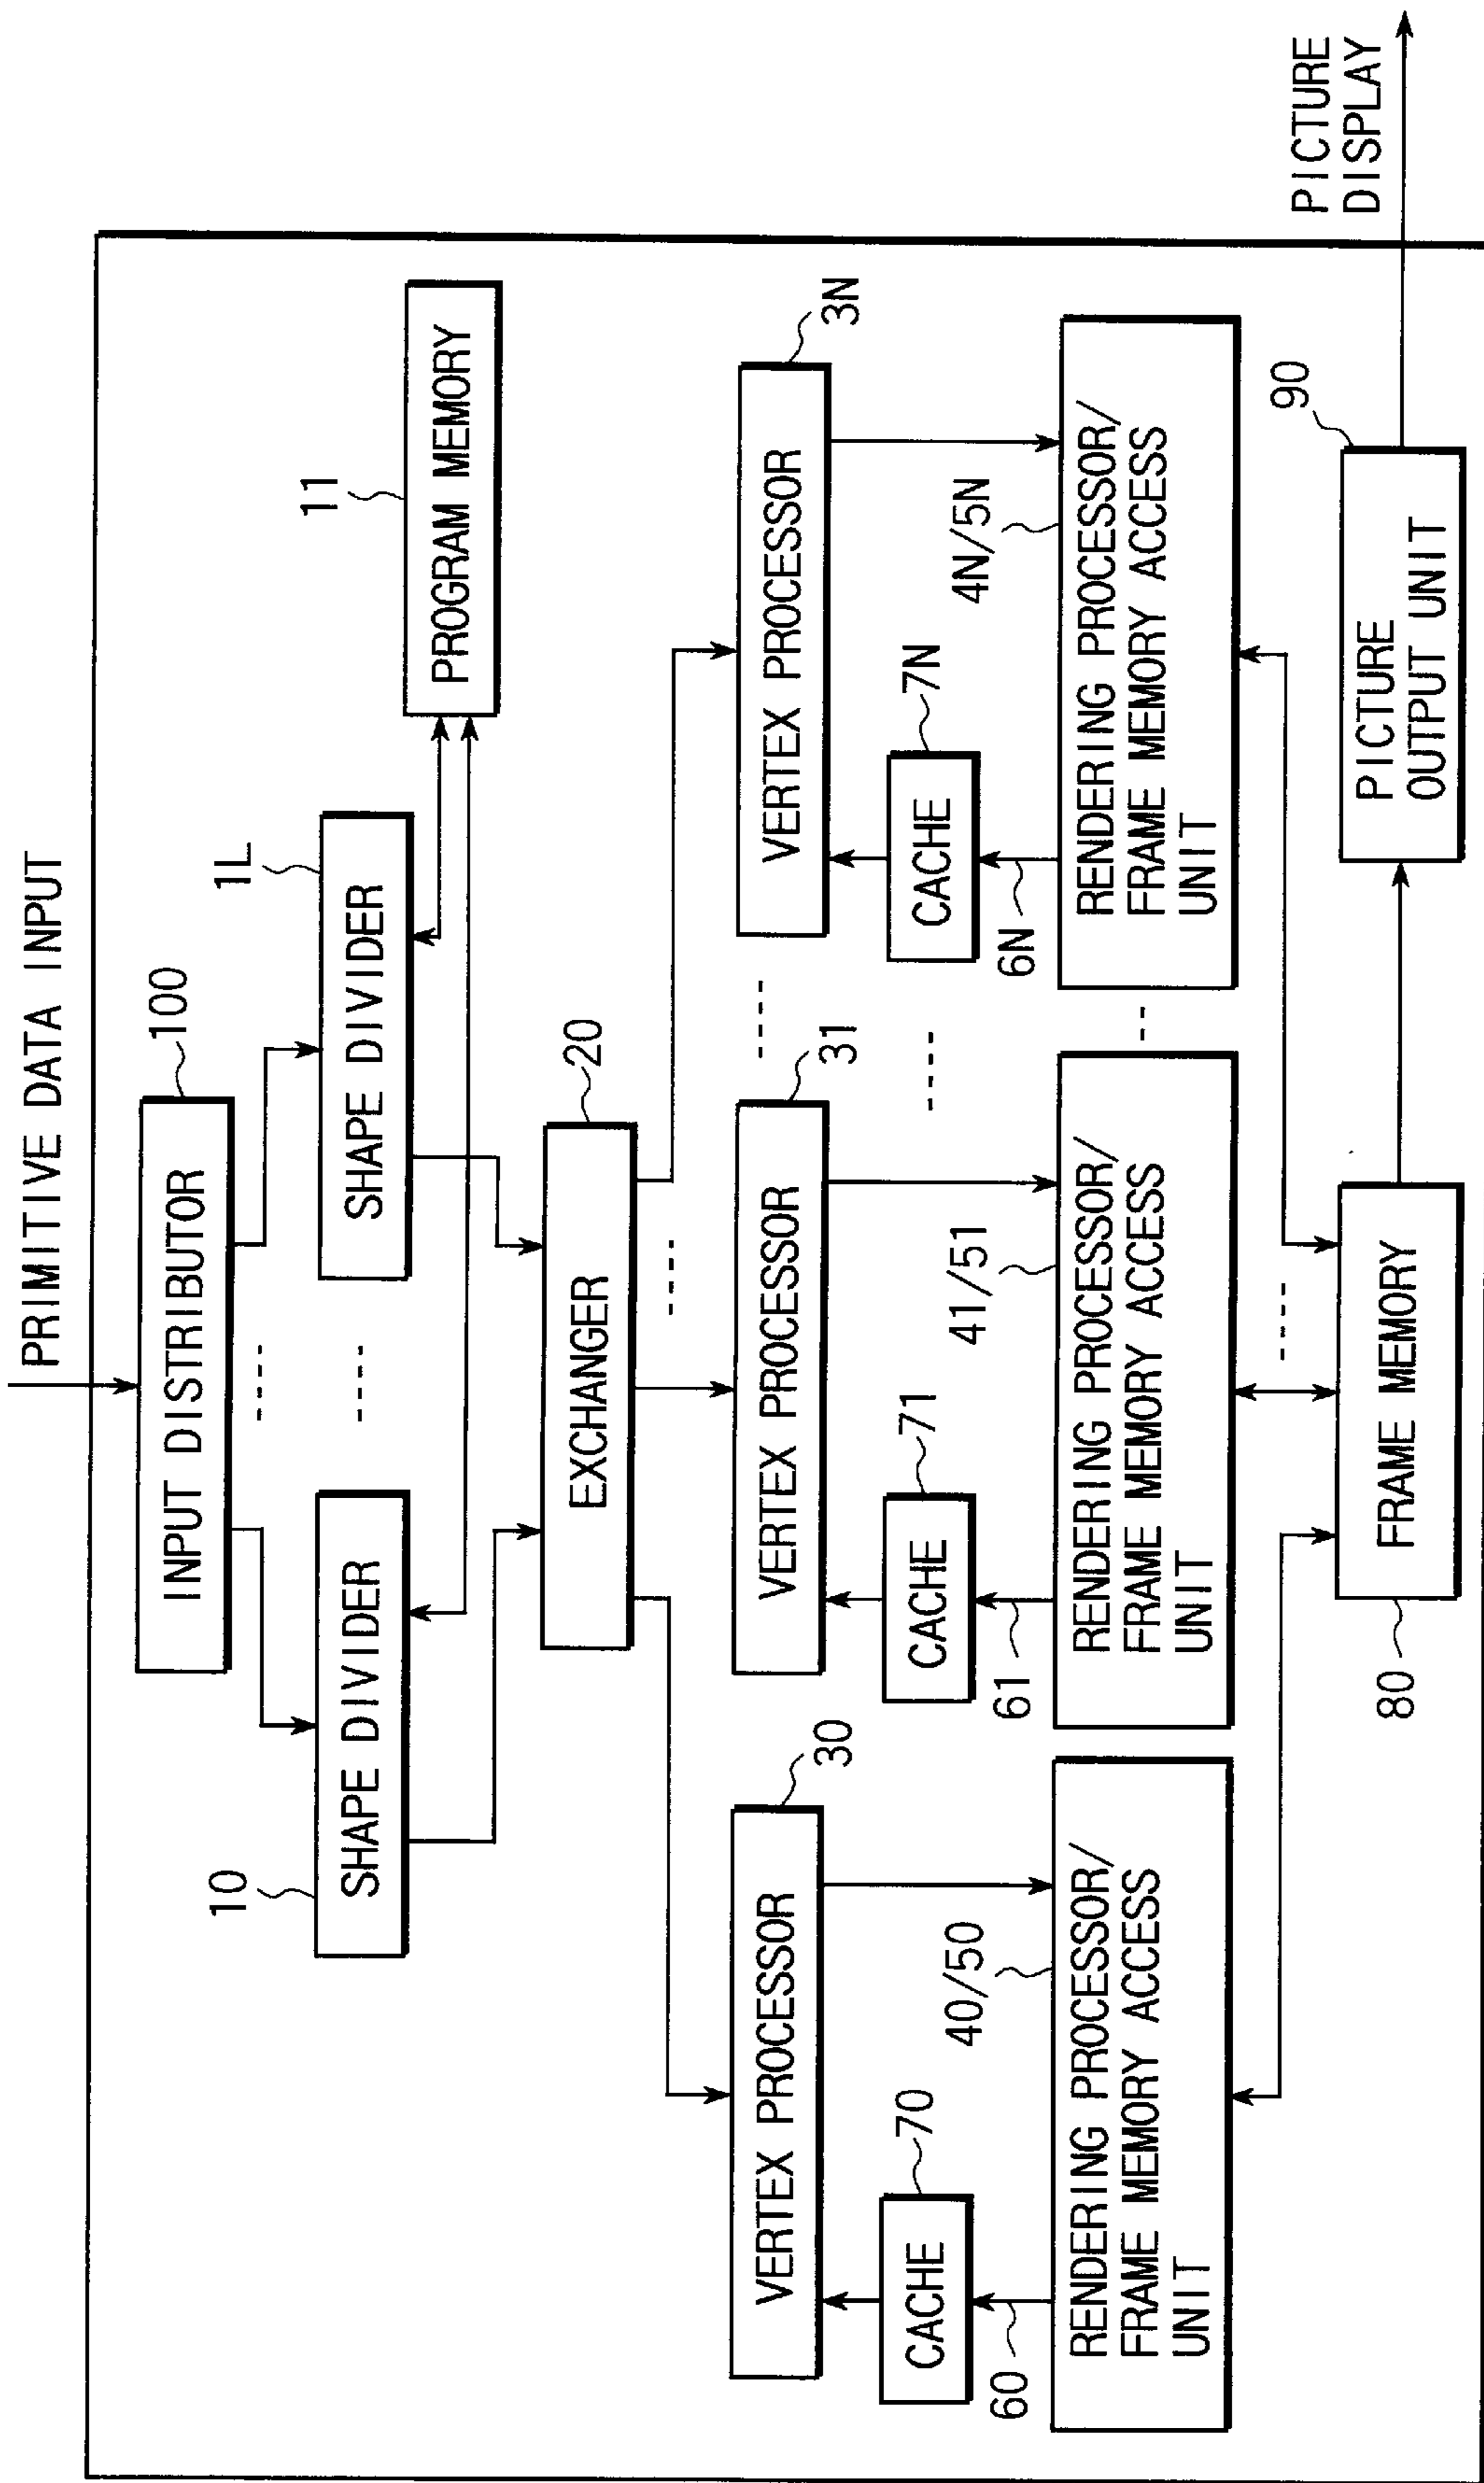 PRIMITIVE DATA INPUT
100
INPUT DISTRIBUTOR
10
SHAPE DIVIDER
1L
SHAPE DIVIDER
11
PROGRAM MEMORY
20
EXCHANGER
30
VERTEX PROCESSOR
31
VERTEX PROCESSOR
3N
VERTEX PROCESSOR
70
CACHE
71
CACHE
7N
CACHE
60
40/50
61
41/51
6N
4N/5N
RENDERING PROCESSOR/
FRAME MEMORY ACCESS
UNIT
RENDERING PROCESSOR/
FRAME MEMORY ACCESS
UNIT
RENDERING PROCESSOR/
FRAME MEMORY ACCESS
UNIT
80
FRAME MEMORY
90
PICTURE
OUTPUT UNIT
PICTURE
DISPLAY